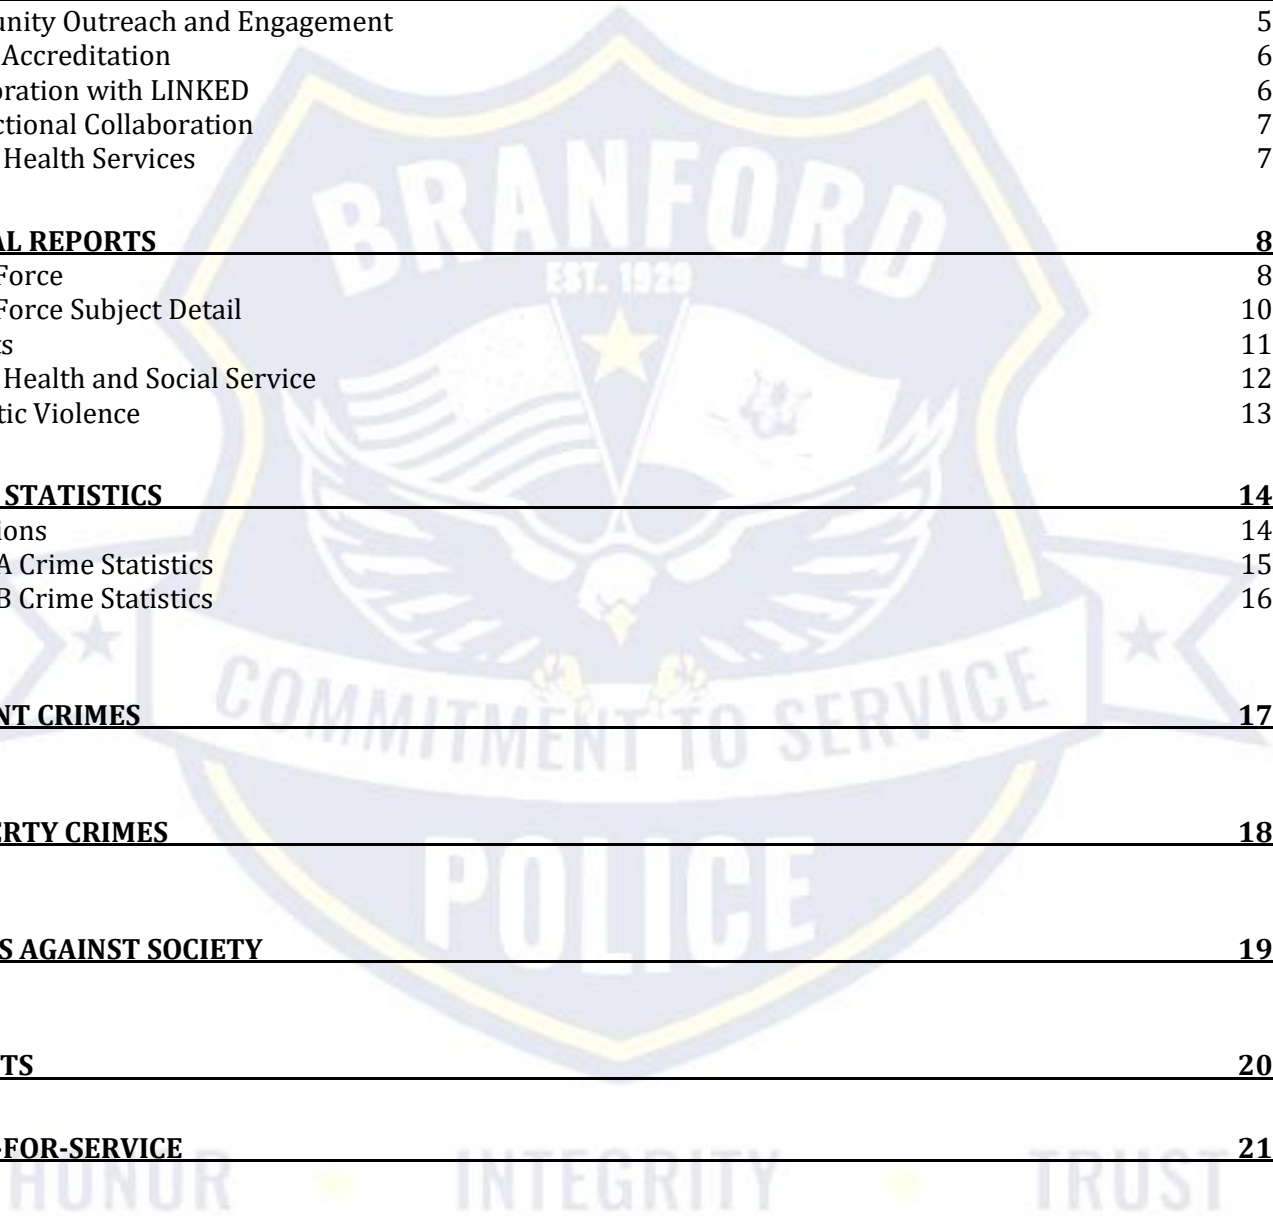 unity Outreach and Engagement 5
Accreditation 6
oration with LINKED 6
ctional Collaboration 7
Health Services 7
BRANFORD
AL REPORTS 8
Force 8
EST. 1929
Force Subject Detail 10
ts 11
Health and Social Service 12
tic Violence 13
STATISTICS 14
ions 14
A Crime Statistics 15
B Crime Statistics 16
COMMITMENT TO SERVICE
NT CRIMES 17
ERTY CRIMES 18
POLICE
S AGAINST SOCIETY 19
TS 20
-FOR-SERVICE 21
HONOR • INTEGRITY • TRUST